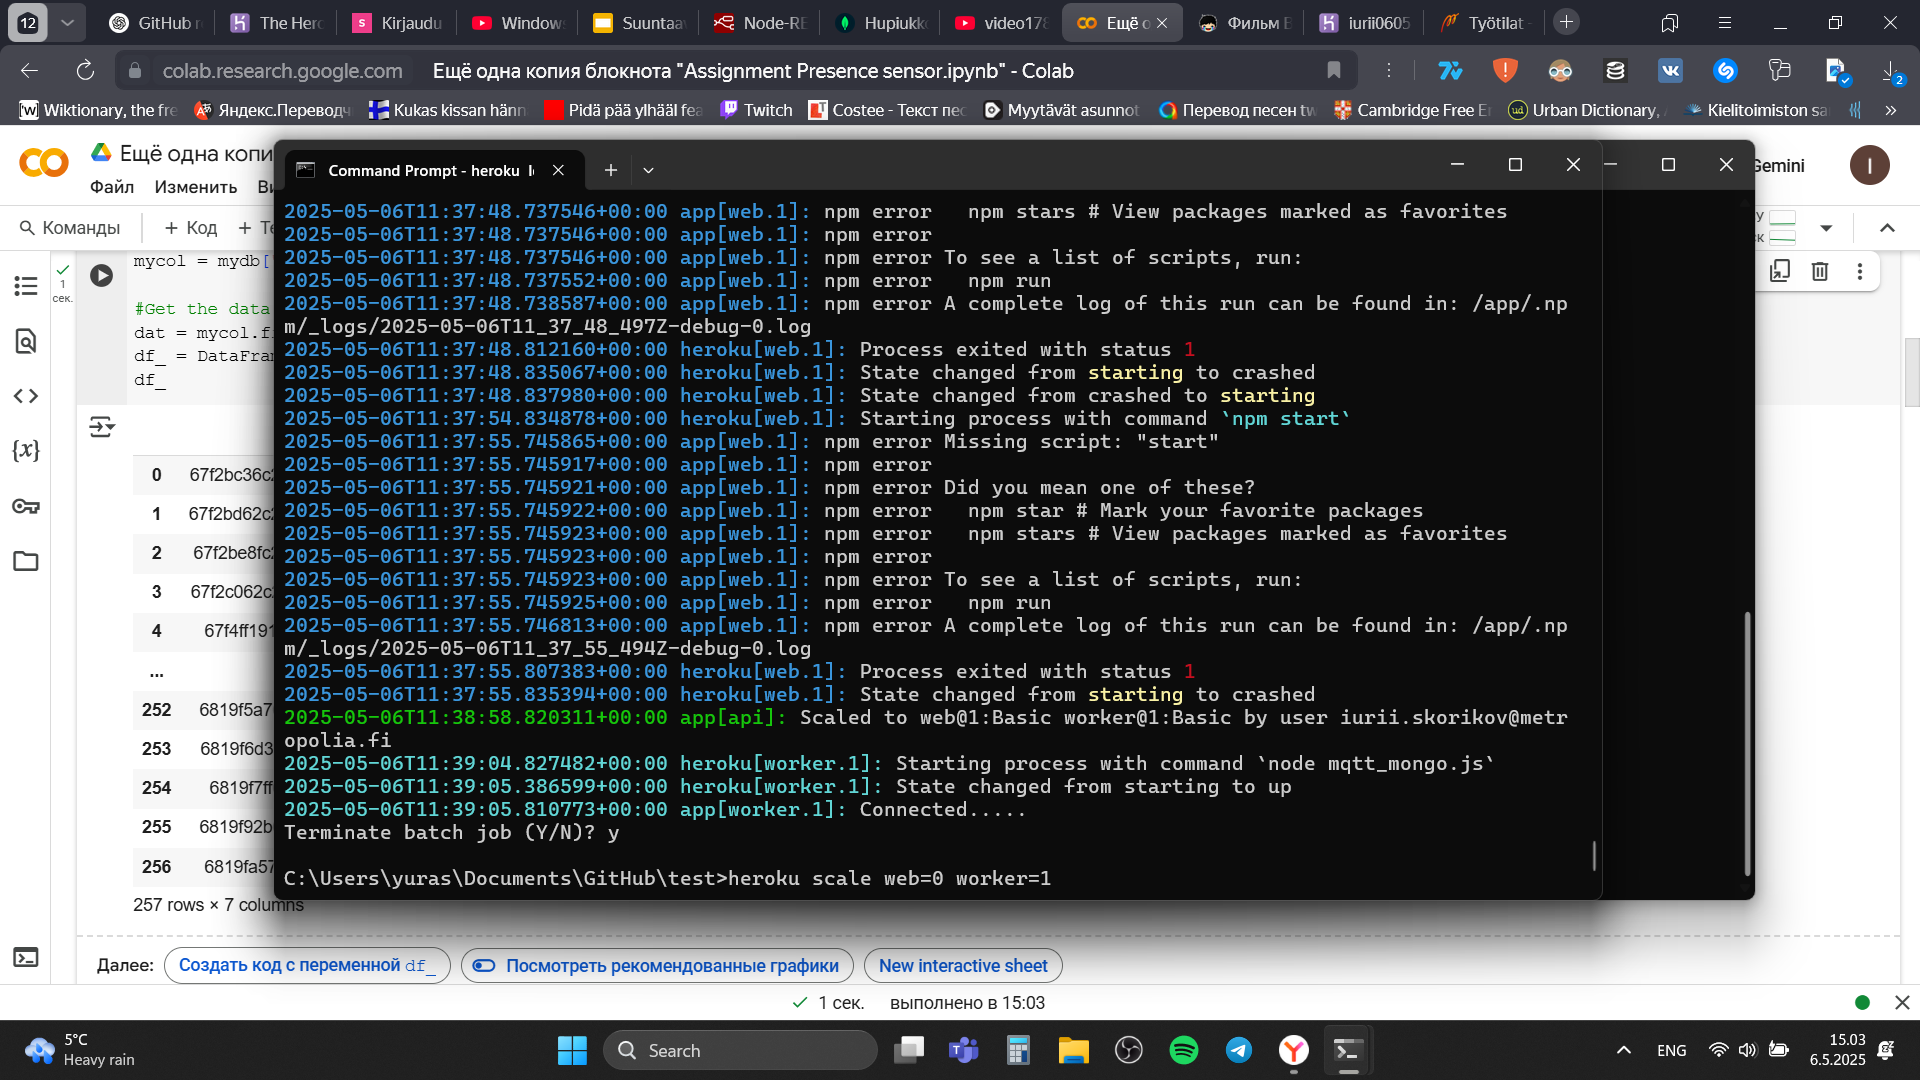 12
GitHub r
The Hero
Kirjaudu
Window
Suuntaa
Node-RE
Hupiukk
video178
Ещё о
Фильм В
iurii0605
Työtilat -
colab.research.google.com
Ещё одна копия блокнота "Assignment Presence sensor.ipynb" - Colab
2
Wiktionary, the fre
Яндекс.Переводч
Kukas kissan hänn
Pidä pää ylhääl fea
Twitch
Costee - Текст пес
Myytävät asunnot
Перевод песен tw
Cambridge Free E
Urban Dictionary,
Kielitoimiston sa
Ещё одна копи
Файл
Изменить
Gemini
I
Команды
+ Код
mycol = mydb[
1
сек.
#Get the data
dat = mycol.f
df_ = DataFram
df_
0 67f2bc36c
1 67f2bd62c
2 67f2be8fc
3 67f2c062c
4 67f4ff191
...
252 6819f5a7
253 6819f6d3
254 6819f7ff
255 6819f92b
256 6819fa57
257 rows × 7 columns
Command Prompt - heroku
2025-05-06T11:37:48.737546+00:00 app[web.1]: npm error   npm stars # View packages marked as favorites
2025-05-06T11:37:48.737546+00:00 app[web.1]: npm error
2025-05-06T11:37:48.737546+00:00 app[web.1]: npm error To see a list of scripts, run:
2025-05-06T11:37:48.737552+00:00 app[web.1]: npm error   npm run
2025-05-06T11:37:48.738587+00:00 app[web.1]: npm error A complete log of this run can be found in: /app/.np
m/_logs/2025-05-06T11_37_48_497Z-debug-0.log
2025-05-06T11:37:48.812160+00:00 heroku[web.1]: Process exited with status 1
2025-05-06T11:37:48.835067+00:00 heroku[web.1]: State changed from starting to crashed
2025-05-06T11:37:48.837980+00:00 heroku[web.1]: State changed from crashed to starting
2025-05-06T11:37:54.834878+00:00 heroku[web.1]: Starting process with command `npm start`
2025-05-06T11:37:55.745865+00:00 app[web.1]: npm error Missing script: "start"
2025-05-06T11:37:55.745917+00:00 app[web.1]: npm error
2025-05-06T11:37:55.745921+00:00 app[web.1]: npm error Did you mean one of these?
2025-05-06T11:37:55.745922+00:00 app[web.1]: npm error   npm star # Mark your favorite packages
2025-05-06T11:37:55.745923+00:00 app[web.1]: npm error   npm stars # View packages marked as favorites
2025-05-06T11:37:55.745923+00:00 app[web.1]: npm error
2025-05-06T11:37:55.745923+00:00 app[web.1]: npm error To see a list of scripts, run:
2025-05-06T11:37:55.745925+00:00 app[web.1]: npm error   npm run
2025-05-06T11:37:55.746813+00:00 app[web.1]: npm error A complete log of this run can be found in: /app/.np
m/_logs/2025-05-06T11_37_55_494Z-debug-0.log
2025-05-06T11:37:55.807383+00:00 heroku[web.1]: Process exited with status 1
2025-05-06T11:37:55.835394+00:00 heroku[web.1]: State changed from starting to crashed
2025-05-06T11:38:58.820311+00:00 app[api]: Scaled to web@1:Basic worker@1:Basic by user iurii.skorikov@metr
opolia.fi
2025-05-06T11:39:04.827482+00:00 heroku[worker.1]: Starting process with command `node mqtt_mongo.js`
2025-05-06T11:39:05.386599+00:00 heroku[worker.1]: State changed from starting to up
2025-05-06T11:39:05.810773+00:00 app[worker.1]: Connected.....
Terminate batch job (Y/N)? y
C:\Users\yuras\Documents\GitHub\test>heroku scale web=0 worker=1
Далее:
Создать код с переменной df_
Посмотреть рекомендованные графики
New interactive sheet
1 сек.   выполнено в 15:03
5°C
Heavy rain
Search
ENG
15.03
6.5.2025